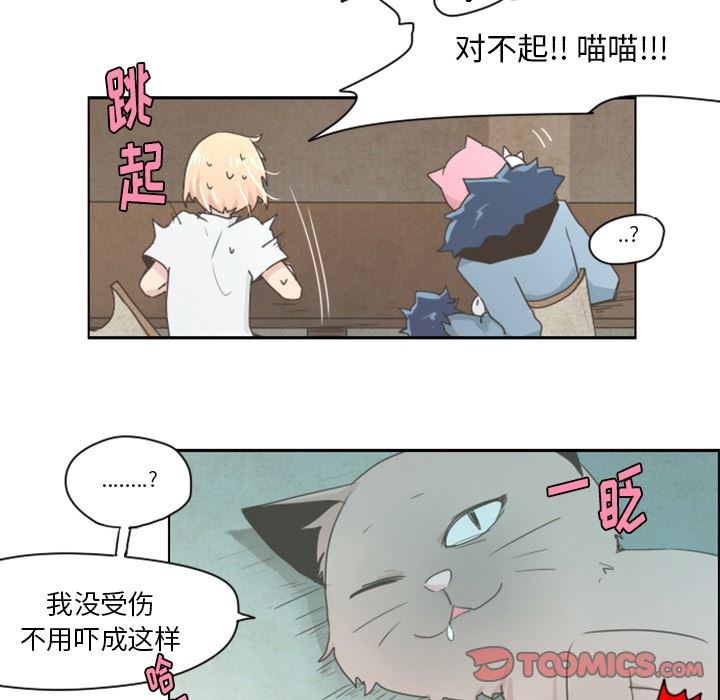 对不起!! 喵喵!!!
跳起
..?
........?
一眨
我没受伤
不用吓成这样
哈
TOOMICS.COM